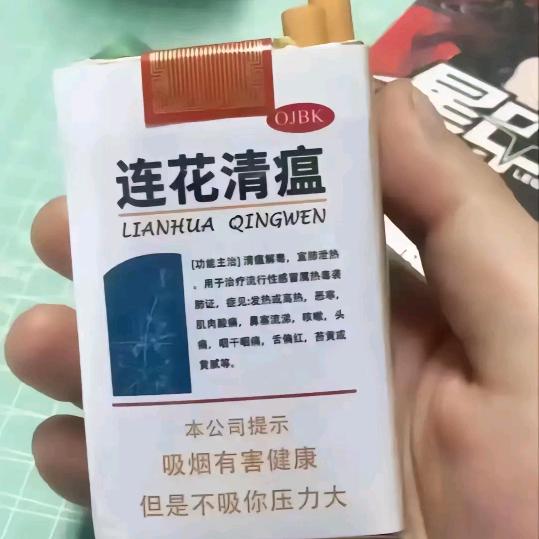 OJBK
连花清瘟
LIANHUA QINGWEN
[功能主治] 清瘟解毒，宣肺泄热
。用于治疗流行性感冒属热毒袭
肺证，症见:发热或高热，恶寒，
肌肉酸痛，鼻塞流涕，咳嗽，头
痛，咽干咽痛，舌偏红，苔黄或
黄腻等。
本公司提示
吸烟有害健康
但是不吸你压力大